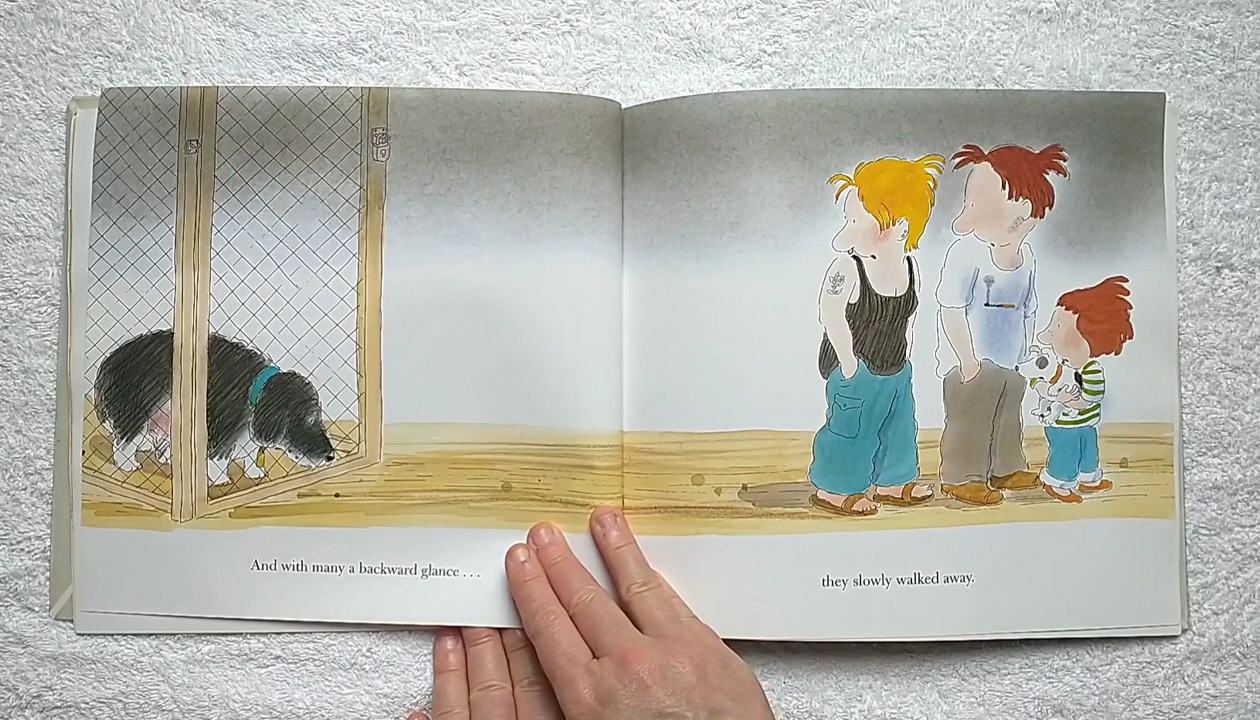 And with many a backward glance . . .
they slowly walked away.